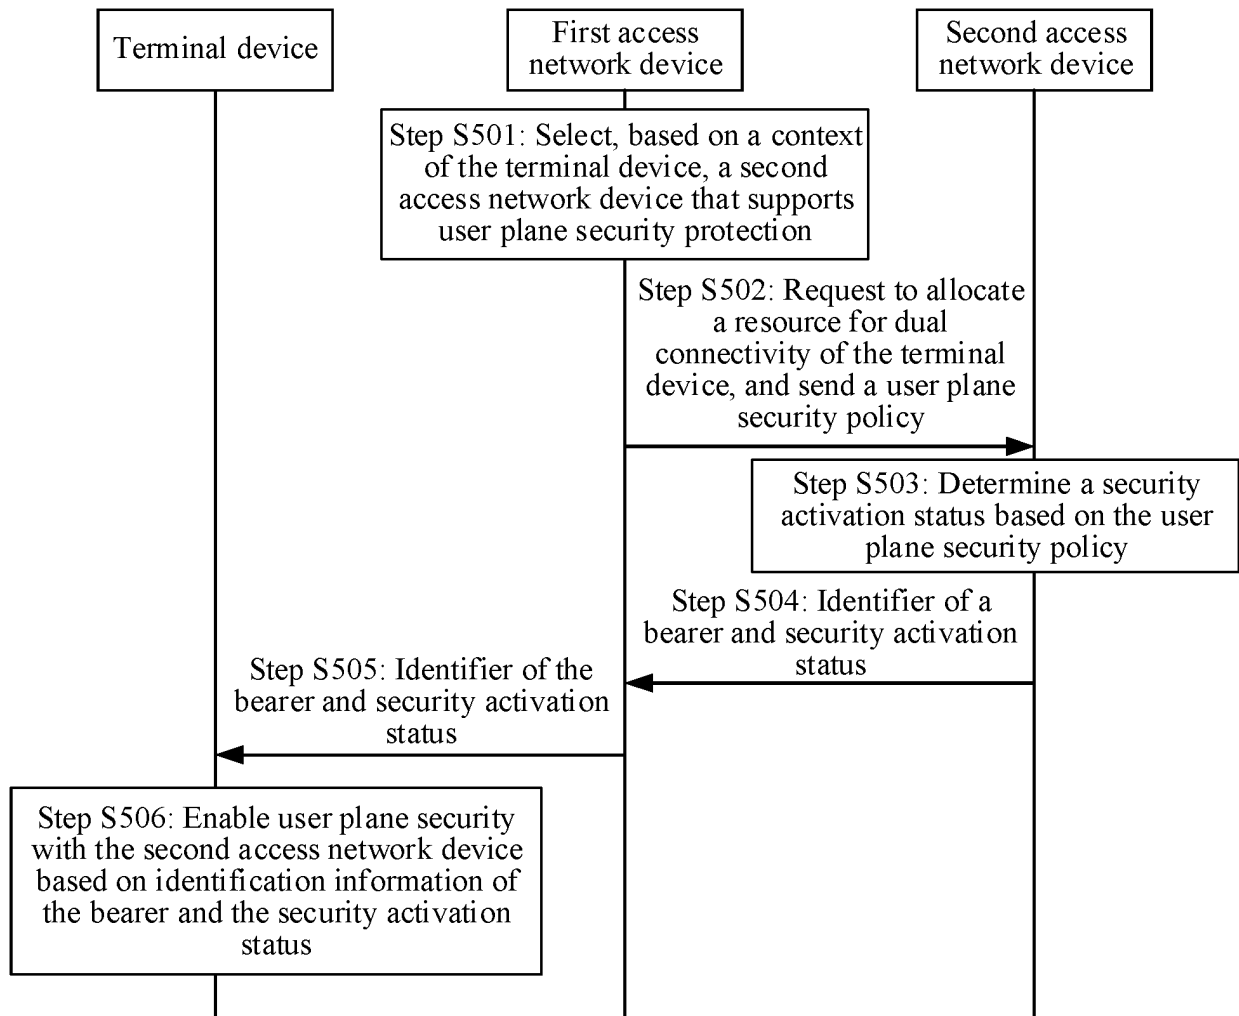 Terminal device
First access
network device
Second access
network device
Step S501: Select, based on a context
of the terminal device, a second
access network device that supports
user plane security protection
Step S502: Request to allocate
a resource for dual
connectivity of the terminal
device, and send a user plane
security policy
Step S503: Determine a security
activation status based on the user
plane security policy
Step S504: Identifier of a
bearer and security activation
status
Step S505: Identifier of the
bearer and security activation
status
Step S506: Enable user plane security
with the second access network device
based on identification information of
the bearer and the security activation
status